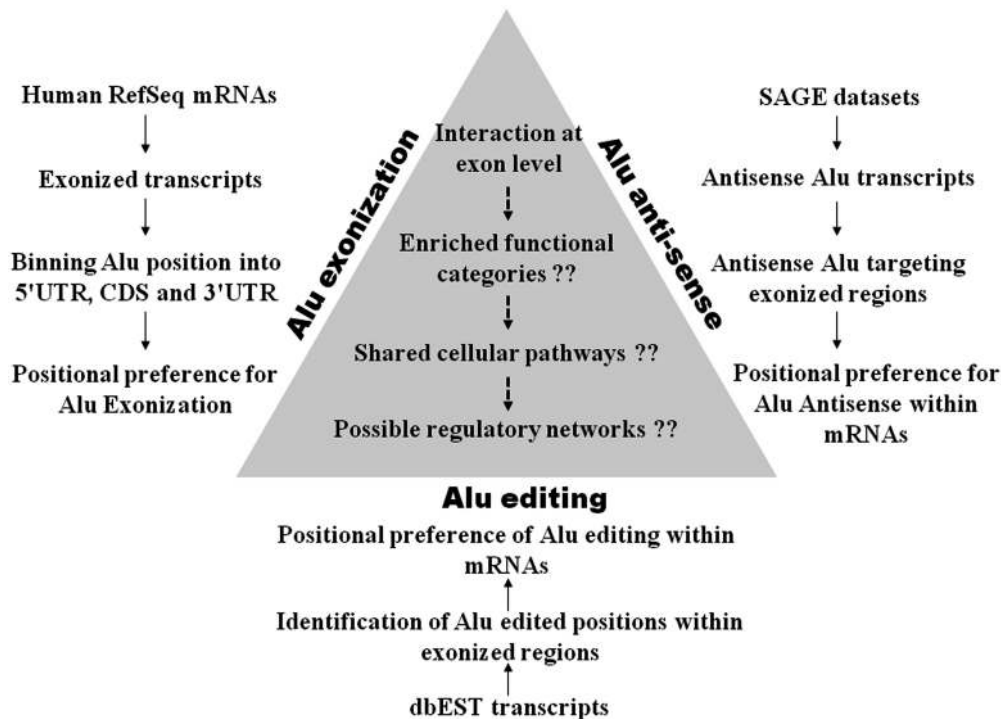 Human RefSeq mRNAs
Exonized transcripts
Binning Alu position into
5'UTR, CDS and 3'UTR
Positional preference for
Alu Exonization
Alu exonization
Interaction at
exon level
Enriched functional
categories ??
Shared cellular pathways ??
Possible regulatory networks ??
Alu anti-sense
SAGE datasets
Antisense Alu transcripts
Antisense Alu targeting
exonized regions
Positional preference for
Alu Antisense within
mRNAs
Alu editing
Positional preference of Alu editing within
mRNAs
Identification of Alu edited positions within
exonized regions
dbEST transcripts